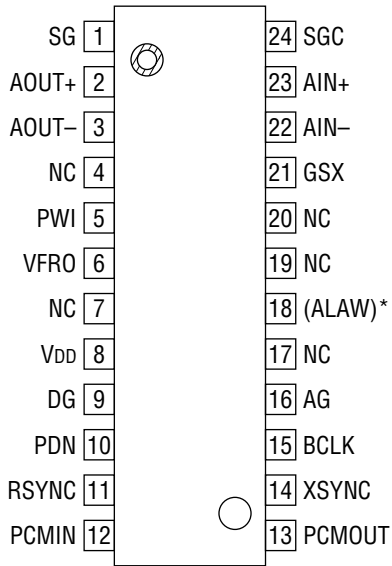 SG 1 24 SGC
AOUT+ 2 23 AIN+
AOUT– 3 22 AIN–
NC 4 21 GSX
PWI 5 20 NC
VFRO 6 19 NC
NC 7 18 (ALAW)*
VDD 8 17 NC
DG 9 16 AG
PDN 10 15 BCLK
RSYNC 11 14 XSYNC
PCMIN 12 13 PCMOUT